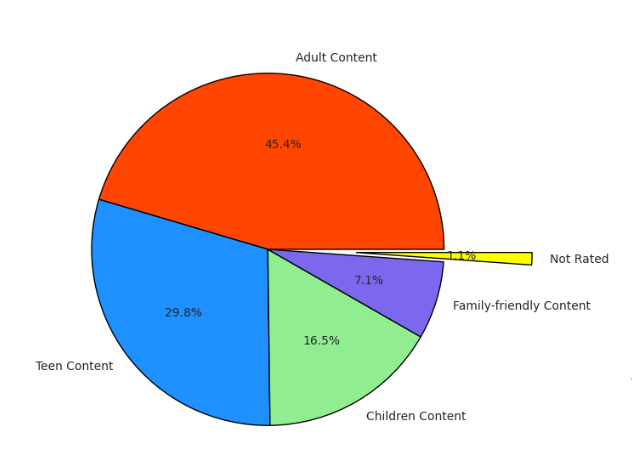 Adult Content
45.4%
1.1%
Not Rated
7.1%
Family-friendly Content
29.8%
16.5%
Teen Content
Children Content